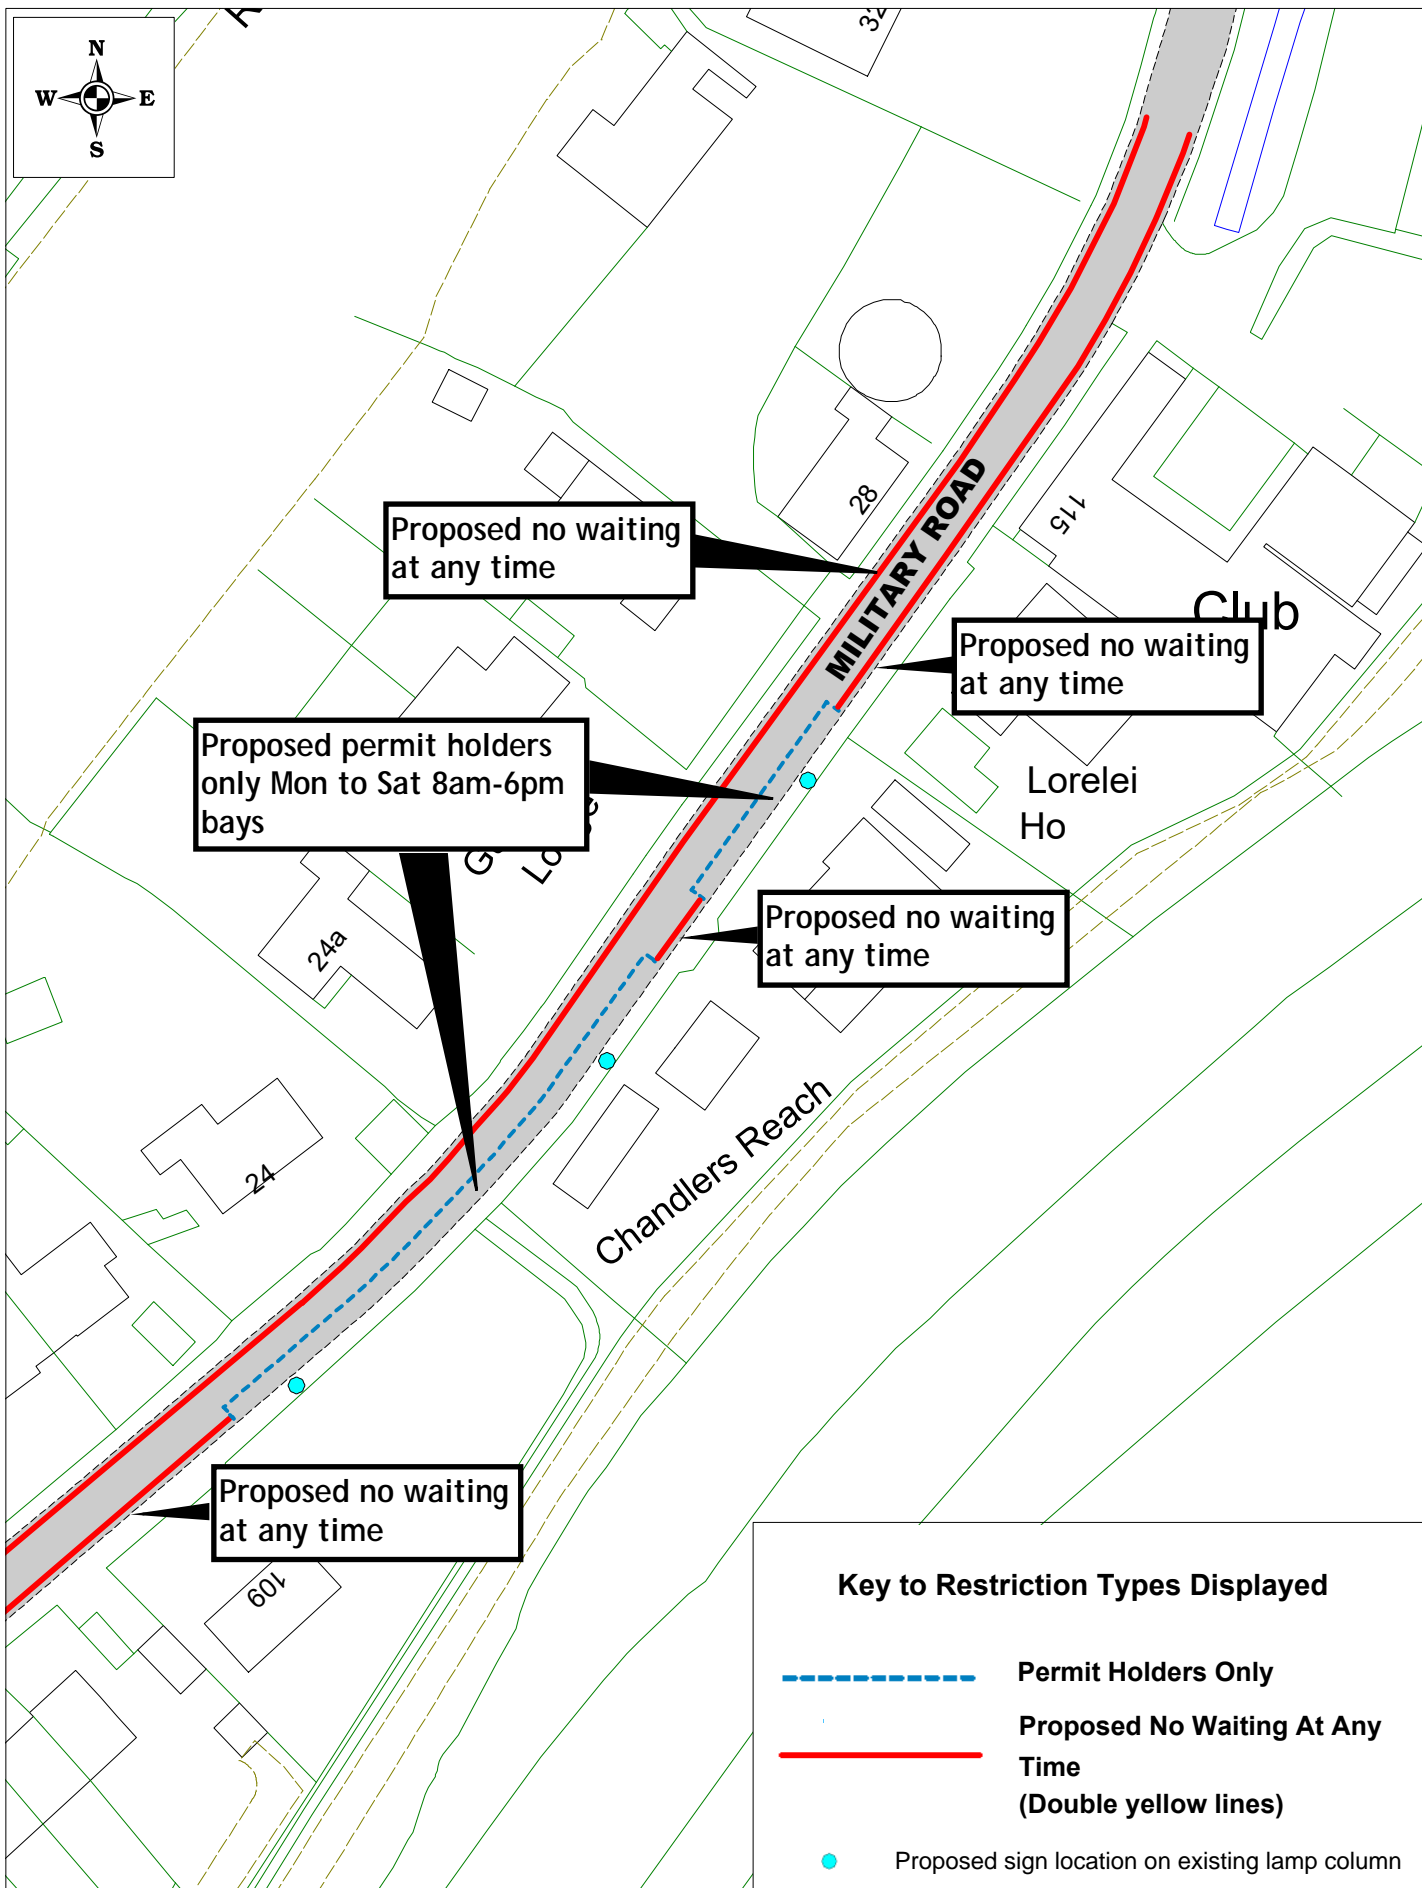 N
W E
S
32
28
Proposed no waiting
at any time
MILITARY ROAD
115
Club
Proposed no waiting
at any time
Proposed permit holders
only Mon to Sat 8am-6pm
bays
Lorelei
Ho
24a
Proposed no waiting
at any time
24
Chandlers Reach
Proposed no waiting
at any time
109
Key to Restriction Types Displayed
Permit Holders Only
Proposed No Waiting At Any
Time
(Double yellow lines)
Proposed sign location on existing lamp column